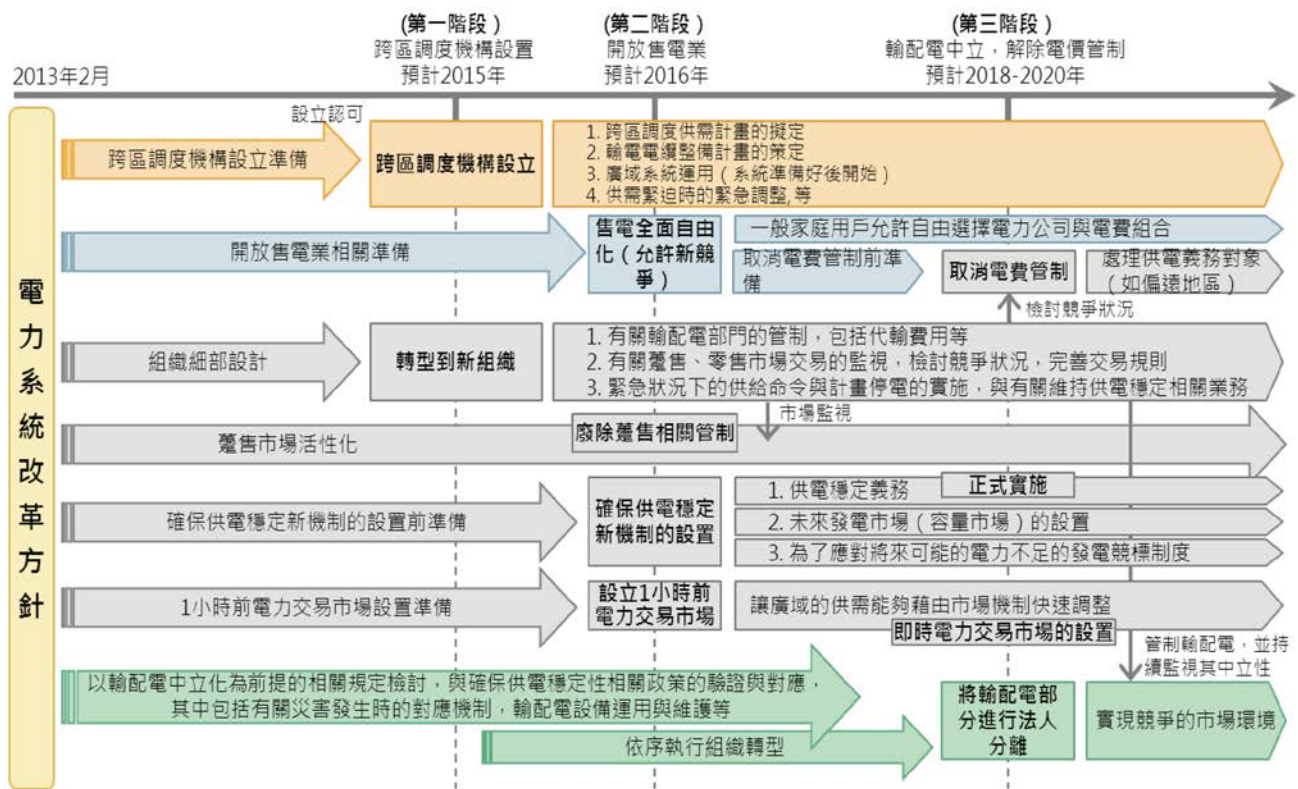 (第一階段)
跨區調度機構設置
預計2015年
(第二階段)
開放售電業
預計2016年
(第三階段)
輸配電中立，解除電價管制
預計2018-2020年
2013年2月
電力系統改革方針
設立認可
跨區調度機構設立準備
跨區調度機構設立
1. 跨區調度供需計畫的擬定
2. 輸電電纜整備計畫的策定
3. 廣域系統運用（系統準備好後開始）
4. 供需緊迫時的緊急調整,等
開放售電業相關準備
售電全面自由
化（允許新競
爭）
一般家庭用戶允許自由選擇電力公司與電費組合
取消電費管制前準
備
取消電費管制
處理供電義務對象
（如偏遠地區）
檢討競爭狀況
組織細部設計
轉型到新組織
1. 有關輸配電部門的管制，包括代輸費用等
2. 有關躉售、零售市場交易的監視，檢討競爭狀況，完善交易規則
3. 緊急狀況下的供給命令與計畫停電的實施，與有關維持供電穩定相關業務
市場監視
躉售市場活性化
廢除躉售相關管制
確保供電穩定新機制的設置前準備
確保供電穩定
新機制的設置
1. 供電穩定義務
正式實施
2. 未來發電市場（容量市場）的設置
3. 為了應對將來可能的電力不足的發電競標制度
1小時前電力交易市場設置準備
設立1小時前
電力交易市場
讓廣域的供需能夠藉由市場機制快速調整
即時電力交易市場的設置
管制輸配電，並持
續監視其中立性
以輸配電中立化為前提的相關規定檢討，與確保供電穩定性相關政策的驗證與對應，
其中包括有關災害發生時的對應機制，輸配電設備運用與維護等
依序執行組織轉型
將輸配電部
分進行法人
分離
實現競爭的市場環境